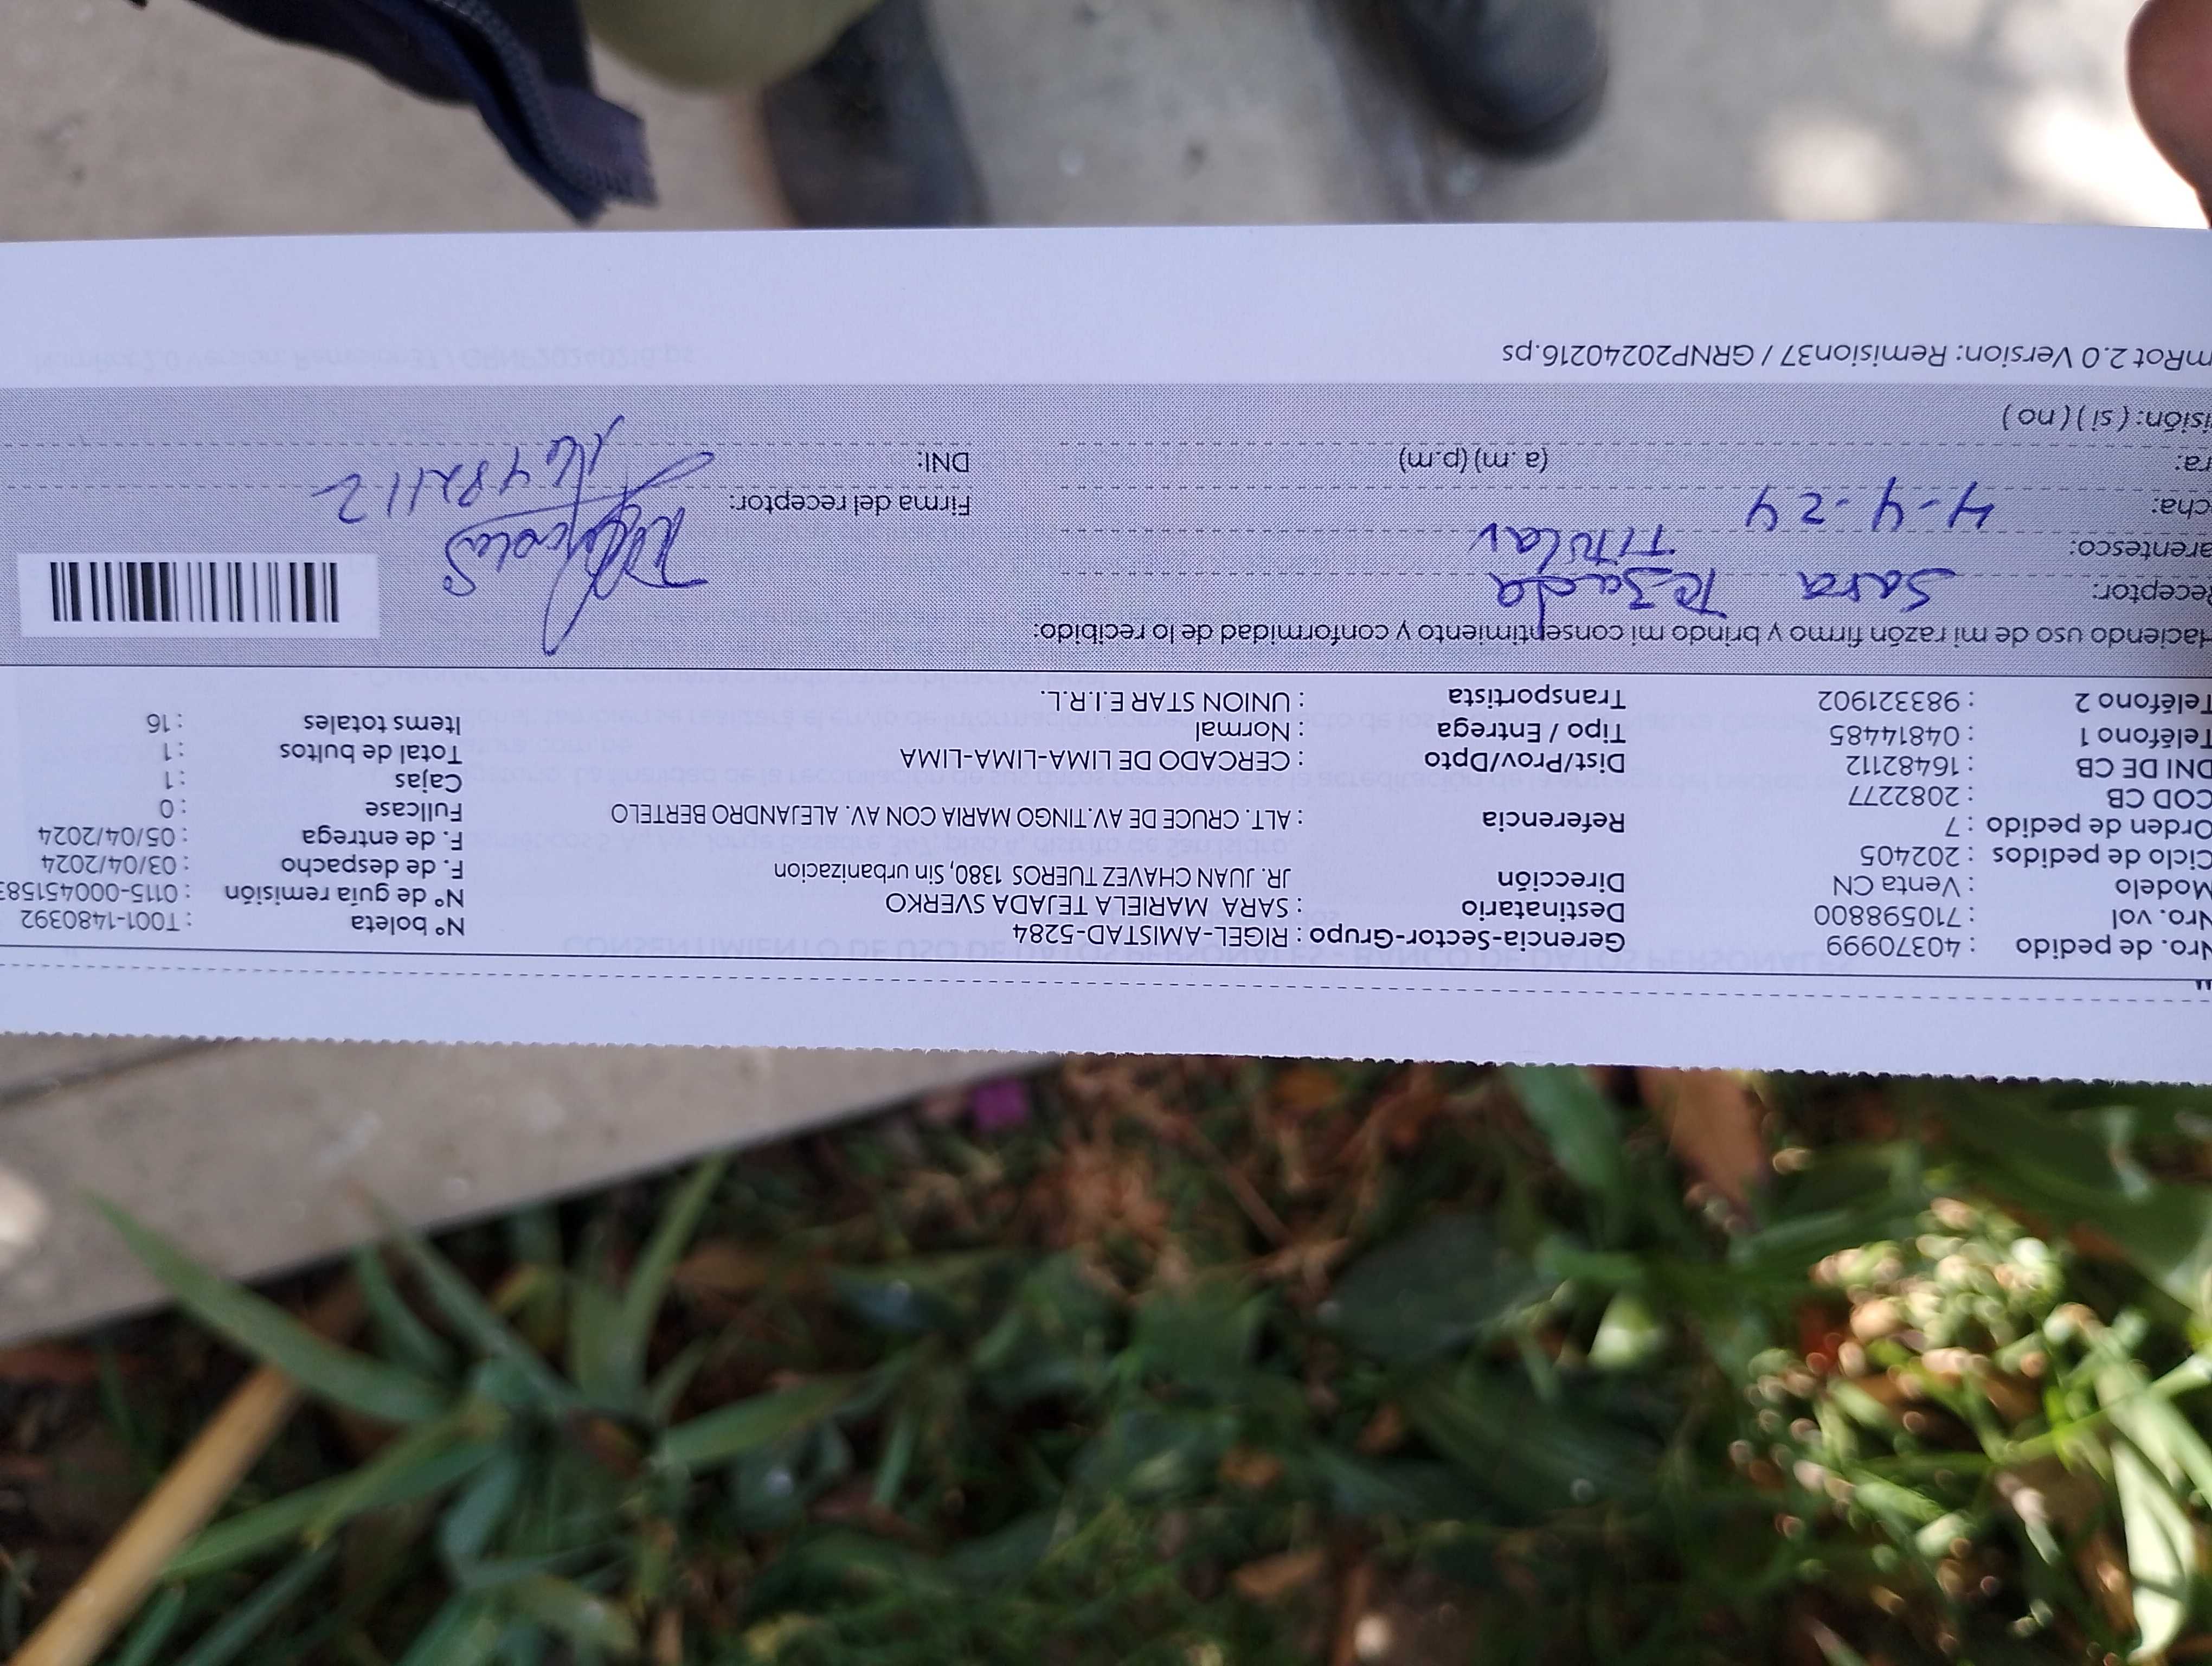 Nro. de pedido : 40370999 Gerencia-Sector-Grupo : RIGEL-AMISTAD-5284 N° boleta : T001-1480392
Nro. vol : 710598800 Destinatario : SARA MARIELA TEJADA SVERKO N° de guía remisión : 0115-00045158
Modelo : Venta CN Dirección JR. JUAN CHAVEZ TUEROS 1380, Sin urbanizacion F. de despacho : 03/04/2024
Ciclo de pedidos : 202405 F. de entrega : 05/04/2024
Orden de pedido : 7 Referencia : ALT. CRUCE DE AV.TINGO MARIA CON AV. ALEJANDRO BERTELO Fullcase : 0
COD CB : 2082277 Cajas : 1
DNI DE CB : 16482112 Dist/Prov/Dpto : CERCADO DE LIMA-LIMA-LIMA Total de bultos : 1
Teléfono 1 : 04814485 Tipo / Entrega : Normal Items totales : 16
Teléfono 2 : 983321902 Transportista : UNION STAR E.I.R.L.
Haciendo uso de mi razón firmo y brindo mi consentimiento y conformidad de lo recibido:
Receptor: Sara Tejada
arentesco: Titular
cha: 4-4-24 Firma del receptor:
ra: (a.m) (p.m) DNI: 16482112
isión: ( si ) ( no )
mRot 2.0 Version: Remision37 / GRNP20240216.ps